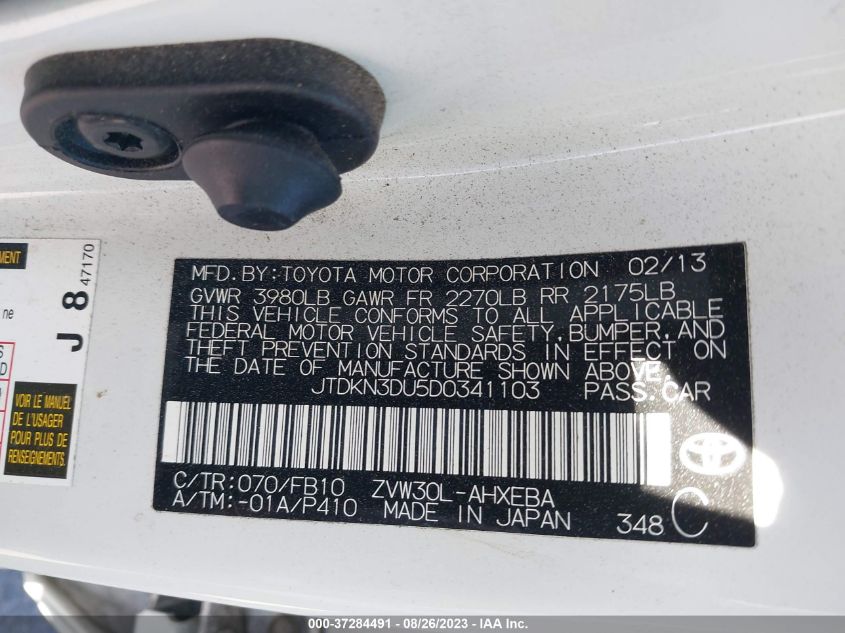 MFD. BY: TOYOTA MOTOR CORPORATION 02/13
GVWR 3980LB GAWR FR 2270LB RR 2175LB
THIS VEHICLE CONFORMS TO ALL APPLICABLE
FEDERAL MOTOR VEHICLE SAFETY, BUMPER, AND
THEFT PREVENTION STANDARDS IN EFFECT ON
THE DATE OF MANUFACTURE SHOWN ABOVE.
JTDKN3DU5D0341103 PASS. CAR
C/TR: 070/FB10 ZVW30L-AHXEBA
A/TM: -01A/P410 MADE IN JAPAN 348 C
MENT
ne
J 8 47170
VOIR LE MANUEL
DE L'USAGER
POUR PLUS DE
RENSEIGNEMENTS.
0000-37284491 - 08/26/2023 - IAA Inc.